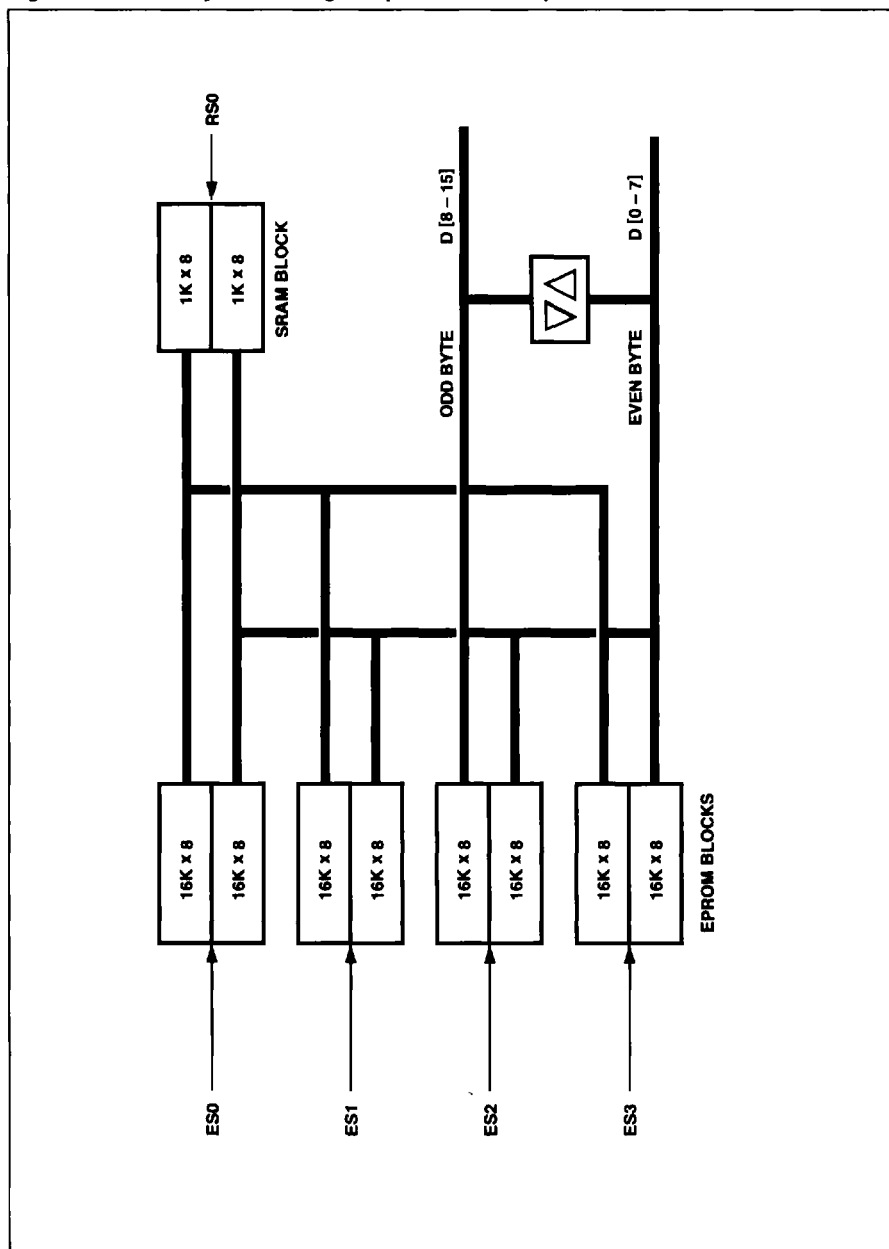 RS0
1K x 8
1K x 8
SRAM BLOCK
D [8 – 15]
D [0 – 7]
ODD BYTE
EVEN BYTE
16K x 8
16K x 8
16K x 8
16K x 8
16K x 8
16K x 8
16K x 8
16K x 8
EPROM BLOCKS
ES0
ES1
ES2
ES3